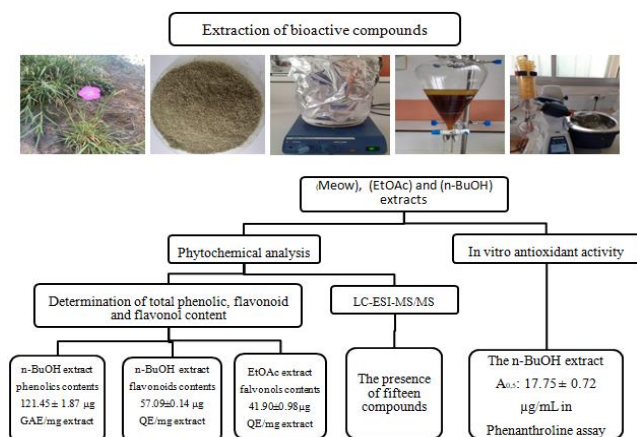 Extraction of bioactive compounds
(Meow), (EtOAc) and (n-BuOH)
extracts
Phytochemical analysis
In vitro antioxidant activity
Determination of total phenolic, flavonoid
and flavonol content
LC-ESI-MS/MS
n-BuOH extract
phenolics contents
121.45 ± 1.87 µg
GAE/mg extract
n-BuOH extract
flavonoids contents
57.09±0.14 µg
QE/mg extract
EtOAc extract
falvonols contents
41.90±0.98µg
QE/mg extract
The presence
of fifteen
compounds
The n-BuOH extract
A0.5: 17.75 ± 0.72
µg/mL in
Phenanthroline assay